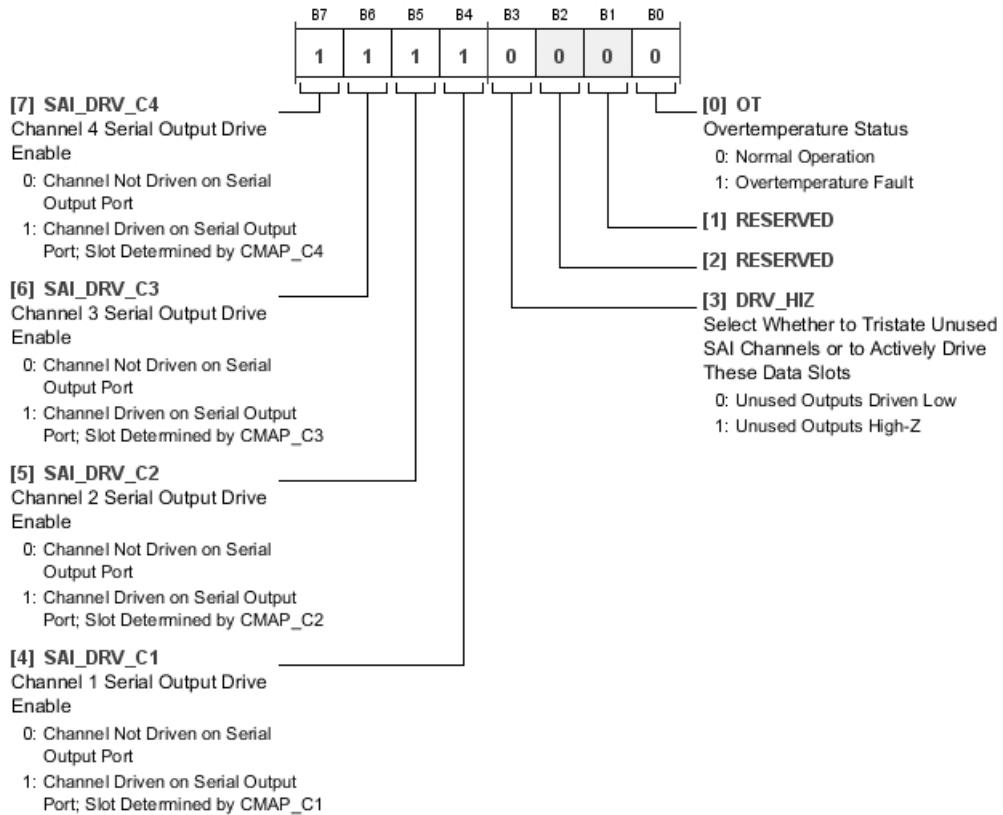 B7 B6 B5 B4 B3 B2 B1 B0
1 1 1 1 0 0 0 0
[7] SAI_DRV_C4
Channel 4 Serial Output Drive
Enable
0: Channel Not Driven on Serial
Output Port
1: Channel Driven on Serial Output
Port; Slot Determined by CMAP_C4
[6] SAI_DRV_C3
Channel 3 Serial Output Drive
Enable
0: Channel Not Driven on Serial
Output Port
1: Channel Driven on Serial Output
Port; Slot Determined by CMAP_C3
[5] SAI_DRV_C2
Channel 2 Serial Output Drive
Enable
0: Channel Not Driven on Serial
Output Port
1: Channel Driven on Serial Output
Port; Slot Determined by CMAP_C2
[4] SAI_DRV_C1
Channel 1 Serial Output Drive
Enable
0: Channel Not Driven on Serial
Output Port
1: Channel Driven on Serial Output
Port; Slot Determined by CMAP_C1
[0] OT
Overtemperature Status
0: Normal Operation
1: Overtemperature Fault
[1] RESERVED
[2] RESERVED
[3] DRV_HIZ
Select Whether to Tristate Unused
SAI Channels or to Actively Drive
These Data Slots
0: Unused Outputs Driven Low
1: Unused Outputs High-Z